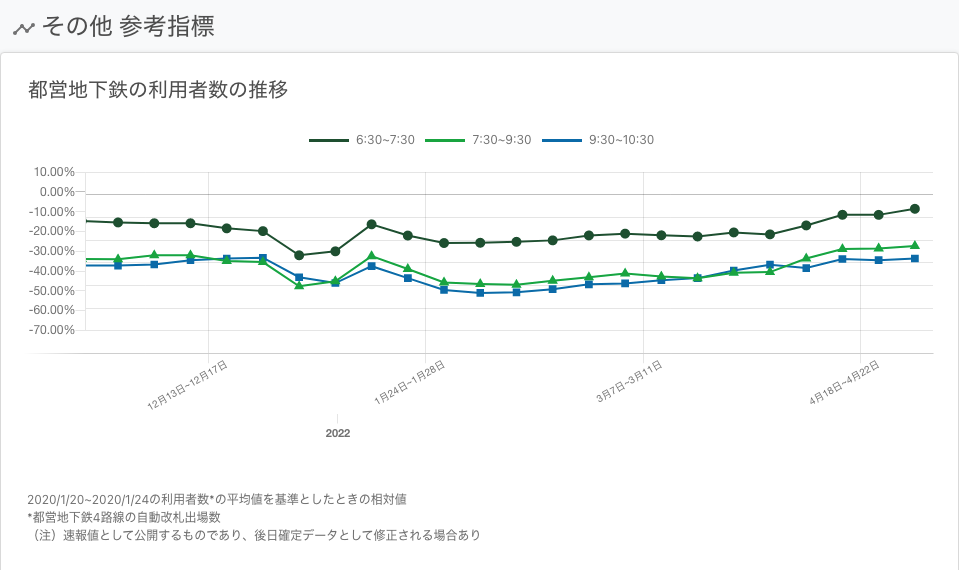 その他 参考指標
都営地下鉄の利用者数の推移
6:30~7:30 7:30~9:30 9:30~10:30
10.00%
0.00%
-10.00%
-20.00%
-30.00%
-40.00%
-50.00%
-60.00%
-70.00%
12月13日~12月17日 1月24日~1月28日 3月7日~3月11日 4月18日~4月22日
2022
2020/1/20~2020/1/24の利用者数*の平均値を基準としたときの相対値
*都営地下鉄4路線の自動改札出場数
（注）速報値として公開するものであり、後日確定データとして修正される場合あり